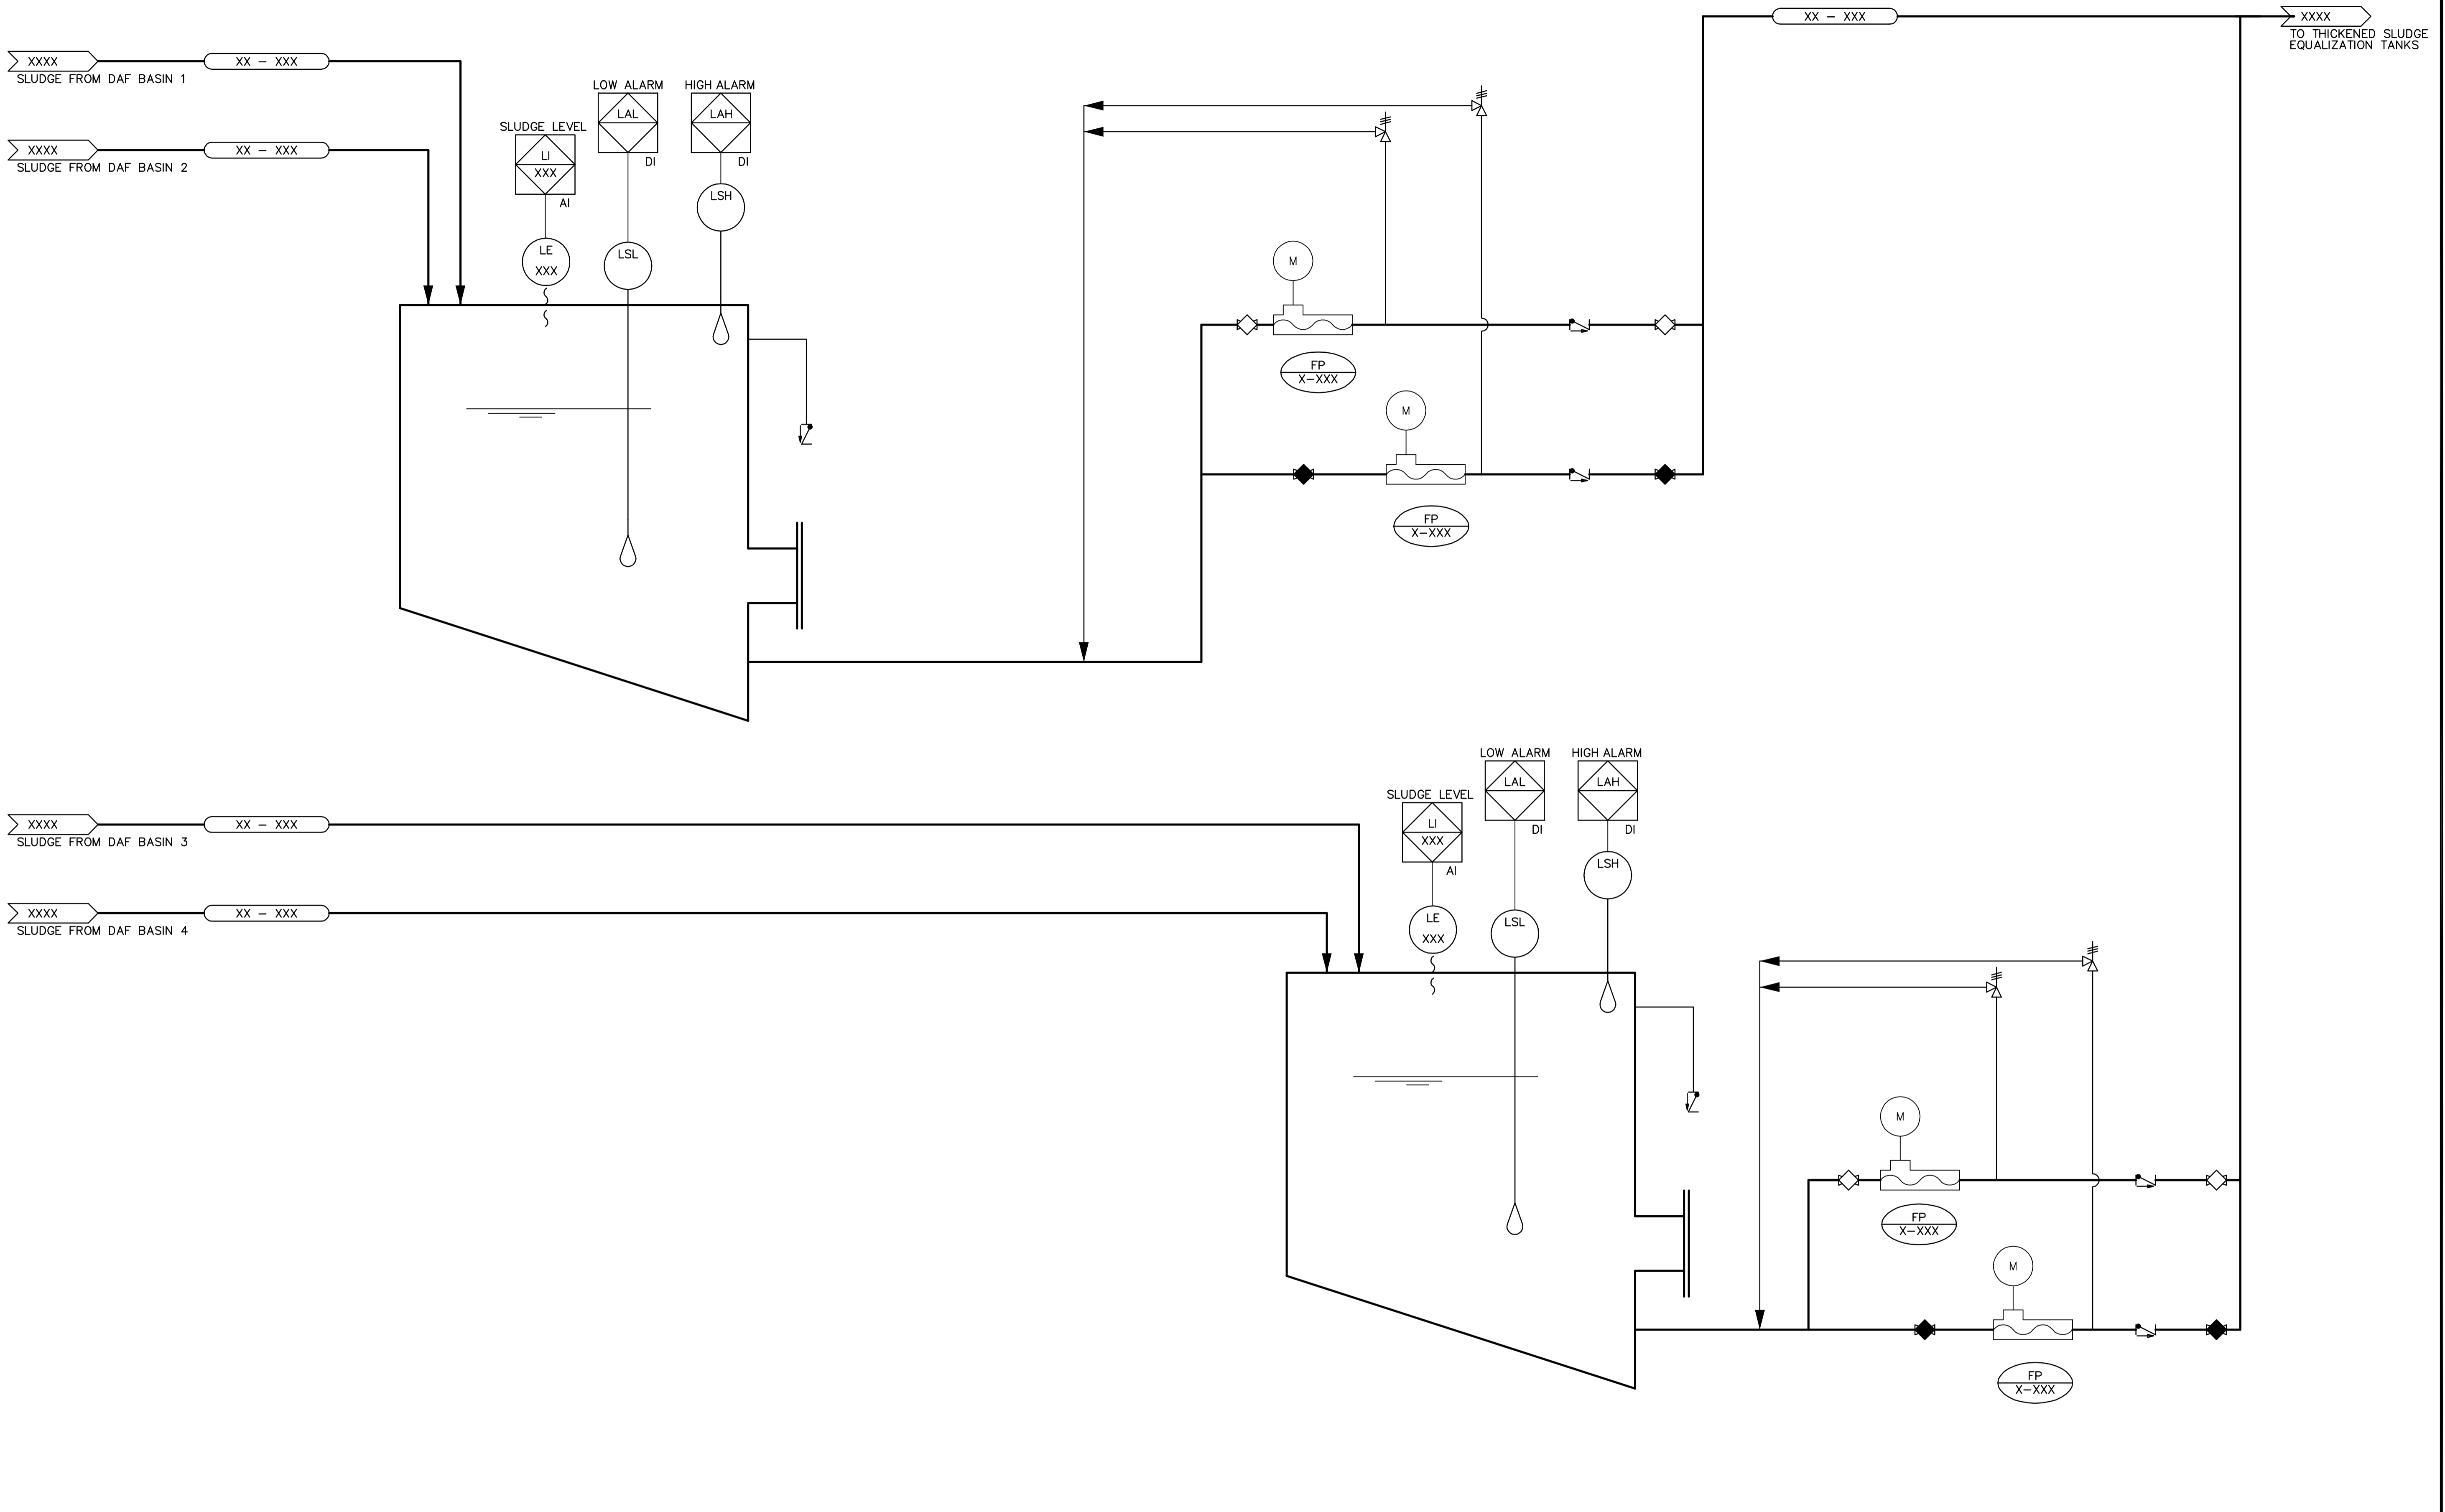 XX – XXX
XXXX
TO THICKENED SLUDGE
EQUALIZATION TANKS
XXXX
XX – XXX
SLUDGE FROM DAF BASIN 1
XXXX
XX – XXX
SLUDGE FROM DAF BASIN 2
SLUDGE LEVEL
LI
XXX
AI
LE
XXX
LOW ALARM
LAL
DI
LSL
HIGH ALARM
LAH
DI
LSH
M
FP
X–XXX
M
FP
X–XXX
XXXX
XX – XXX
SLUDGE FROM DAF BASIN 3
XXXX
XX – XXX
SLUDGE FROM DAF BASIN 4
SLUDGE LEVEL
LI
XXX
AI
LE
XXX
LOW ALARM
LAL
DI
LSL
HIGH ALARM
LAH
DI
LSH
M
FP
X–XXX
M
FP
X–XXX